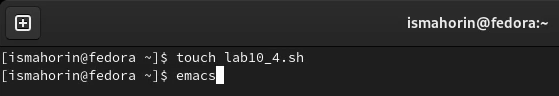 ismahorin@fedora:~
[ismahorin@fedora ~]$ touch lab10_4.sh
[ismahorin@fedora ~]$ emacs